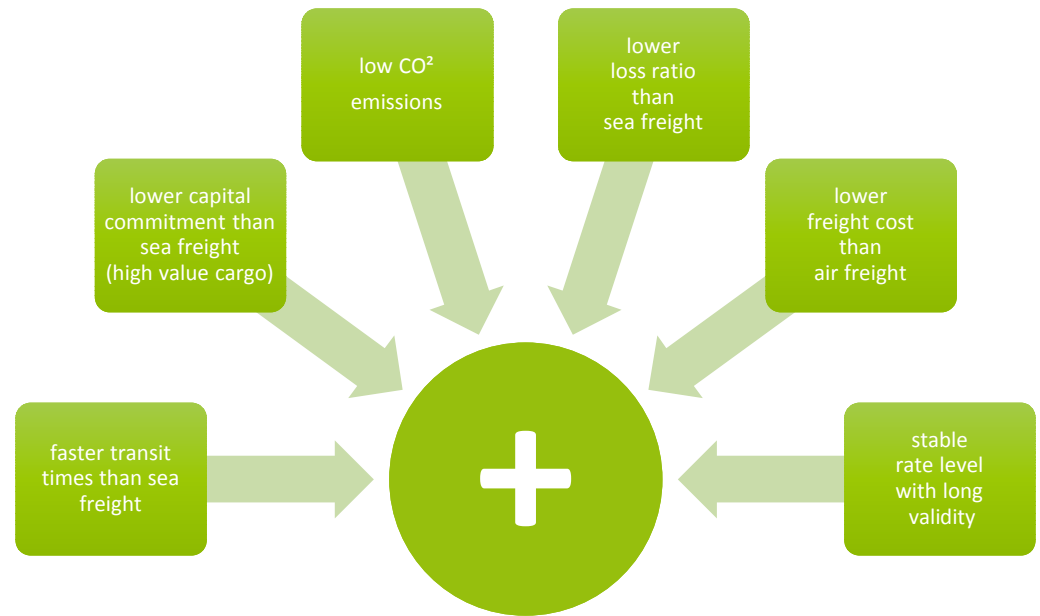 faster transit
times than sea
freight
lower capital
commitment than
sea freight
(high value cargo)
low CO²
emissions
lower
loss ratio
than
sea freight
lower
freight cost
than
air freight
stable
rate level
with long
validity
+